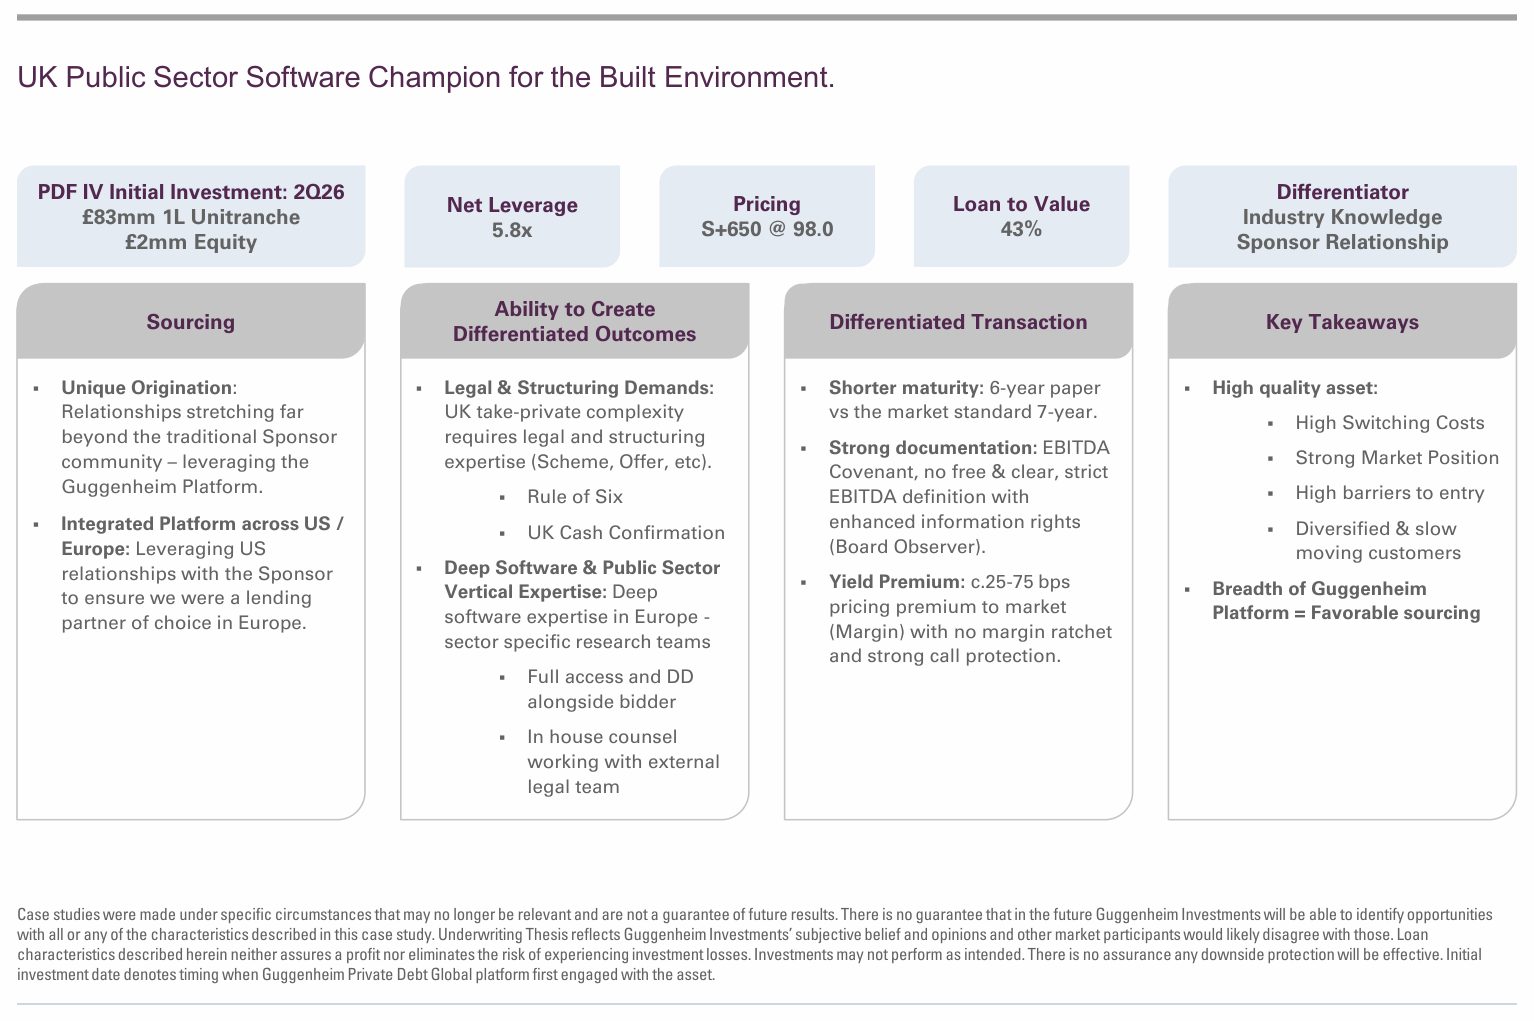 UK Public Sector Software Champion for the Built Environment.
PDF IV Initial Investment: 2Q26
£83mm 1L Unitranche
£2mm Equity
Net Leverage
5.8x
Pricing
S+650 @ 98.0
Loan to Value
43%
Differentiator
Industry Knowledge
Sponsor Relationship
Sourcing
▪ Unique Origination:
Relationships stretching far
beyond the traditional Sponsor
community – leveraging the
Guggenheim Platform.
▪ Integrated Platform across US /
Europe: Leveraging US
relationships with the Sponsor
to ensure we were a lending
partner of choice in Europe.
Ability to Create
Differentiated Outcomes
▪ Legal & Structuring Demands:
UK take-private complexity
requires legal and structuring
expertise (Scheme, Offer, etc).
▪ Rule of Six
▪ UK Cash Confirmation
▪ Deep Software & Public Sector
Vertical Expertise: Deep
software expertise in Europe -
sector specific research teams
▪ Full access and DD
alongside bidder
▪ In house counsel
working with external
legal team
Differentiated Transaction
▪ Shorter maturity: 6-year paper
vs the market standard 7-year.
▪ Strong documentation: EBITDA
Covenant, no free & clear, strict
EBITDA definition with
enhanced information rights
(Board Observer).
▪ Yield Premium: c.25-75 bps
pricing premium to market
(Margin) with no margin ratchet
and strong call protection.
Key Takeaways
▪ High quality asset:
▪ High Switching Costs
▪ Strong Market Position
▪ High barriers to entry
▪ Diversified & slow
moving customers
▪ Breadth of Guggenheim
Platform = Favorable sourcing
Case studies were made under specific circumstances that may no longer be relevant and are not a guarantee of future results. There is no guarantee that in the future Guggenheim Investments will be able to identify opportunities
with all or any of the characteristics described in this case study. Underwriting Thesis reflects Guggenheim Investments’ subjective belief and opinions and other market participants would likely disagree with those. Loan
characteristics described herein neither assures a profit nor eliminates the risk of experiencing investment losses. Investments may not perform as intended. There is no assurance any downside protection will be effective. Initial
investment date denotes timing when Guggenheim Private Debt Global platform first engaged with the asset.